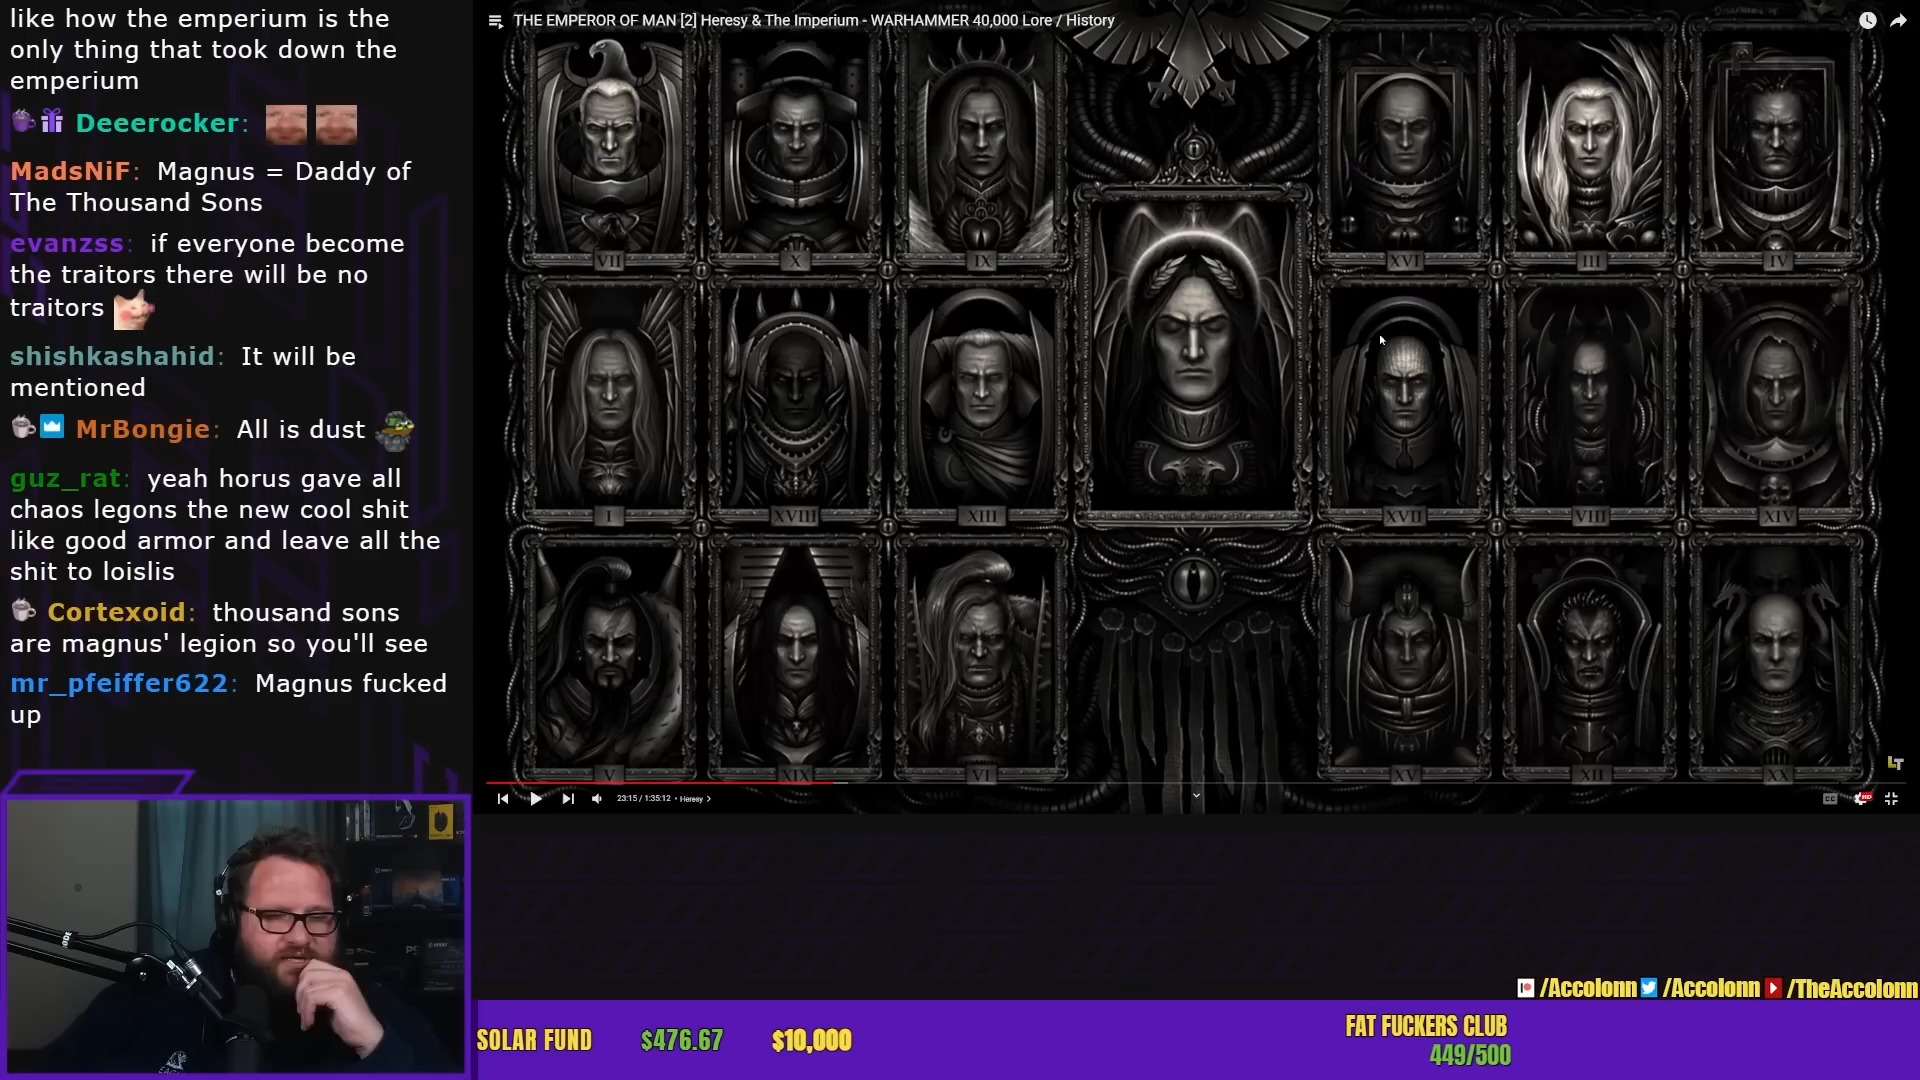 like how the emperium is the
only thing that took down the
emperium
Deeerocker:
MadsNiF: Magnus = Daddy of
The Thousand Sons
evanzss: if everyone become
the traitors there will be no
traitors
shishkashahid: It will be
mentioned
MrBongie: All is dust
guz_rat: yeah horus gave all
chaos legons the new cool shit
like good armor and leave all the
shit to loislis
Cortexoid: thousand sons
are magnus' legion so you'll see
mr_pfeiffer622: Magnus fucked
up
THE EMPEROR OF MAN [2] Heresy & The Imperium - WARHAMMER 40,000 Lore / History
VII X IX XVI III IV
I XVIII XIII XVII VIII XIV
V XIX VI XV XII XX
LT
23:15 / 1:35:12 • Heresy >
CC HD
/Accolonn /Accolonn /TheAccolonn
SOLAR FUND $476.67 $10,000
FAT FUCKERS CLUB
449/500